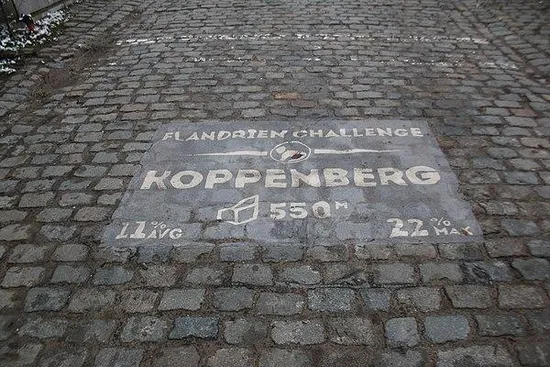 FLANDRIEN CHALLENGE
KOPPENBERG
550M
11% AVG
22% MAX